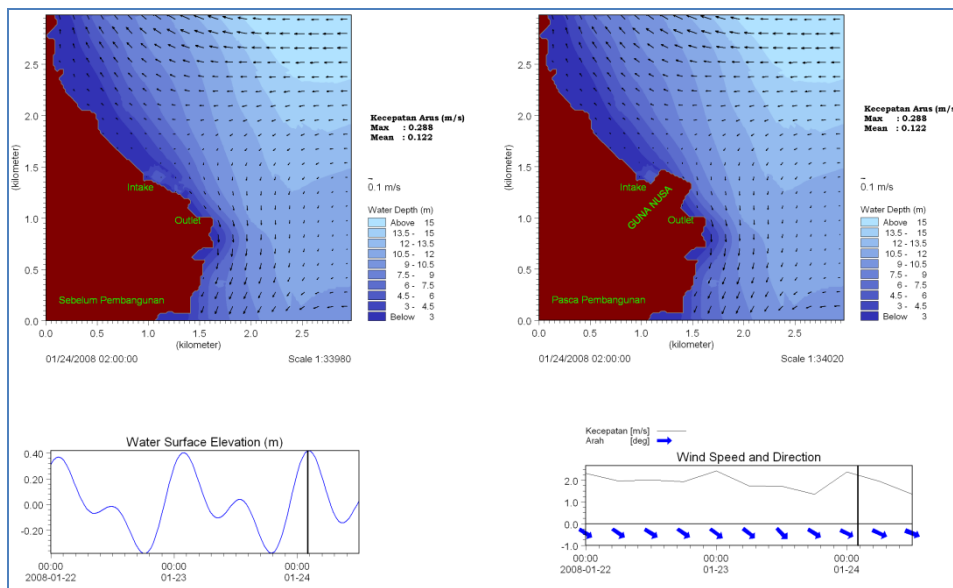 2.5
2.0
1.5
1.0
0.5
0.0
(kilometer)
Intake
Outlet
Sebelum Pembangunan
0.0 0.5 1.0 1.5 2.0 2.5
(kilometer)
01/24/2008 02:00:00 Scale 1:33980
Kecepatan Arus (m/s)
Max : 0.288
Mean : 0.122
0.1 m/s
Water Depth (m)
Above 15
13.5 - 15
12 - 13.5
10.5 - 12
9 - 10.5
7.5 - 9
6 - 7.5
4.5 - 6
3 - 4.5
Below 3
2.5
2.0
1.5
1.0
0.5
0.0
(kilometer)
Intake
GUNA NUSA
Outlet
Pasca Pembangunan
0.0 0.5 1.0 1.5 2.0 2.5
(kilometer)
01/24/2008 02:00:00 Scale 1:34020
Kecepatan Arus (m/s)
Max : 0.288
Mean : 0.122
0.1 m/s
Water Depth (m)
Above 15
13.5 - 15
12 - 13.5
10.5 - 12
9 - 10.5
7.5 - 9
6 - 7.5
4.5 - 6
3 - 4.5
Below 3
Water Surface Elevation (m)
0.40
0.20
0.00
-0.20
00:00 00:00 00:00
2008-01-22 01-23 01-24
Kecepatan [m/s]
Arah [deg]
Wind Speed and Direction
2.0
1.0
0.0
-1.0
00:00 00:00 00:00
2008-01-22 01-23 01-24